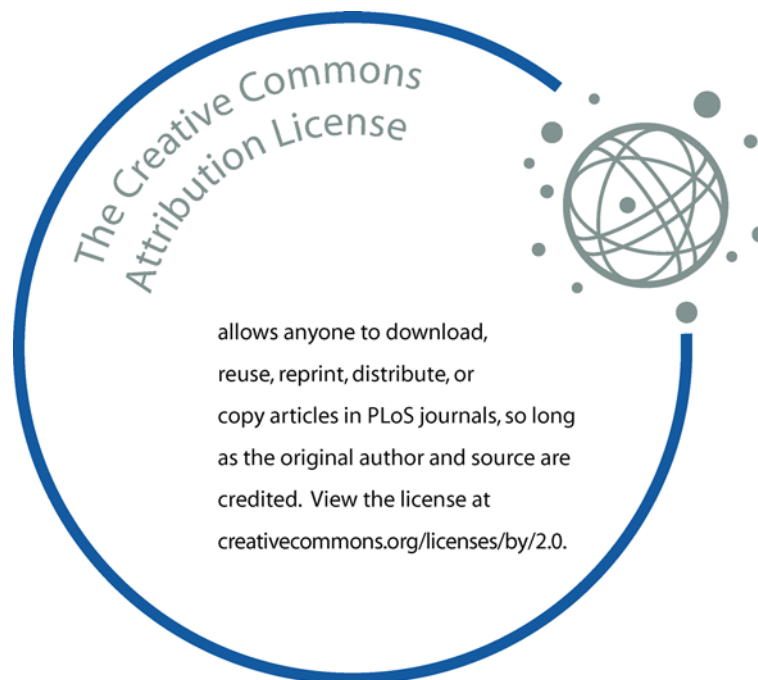 The Creative Commons
Attribution License
allows anyone to download,
reuse, reprint, distribute, or
copy articles in PLoS journals, so long
as the original author and source are
credited. View the license at
creativecommons.org/licenses/by/2.0.